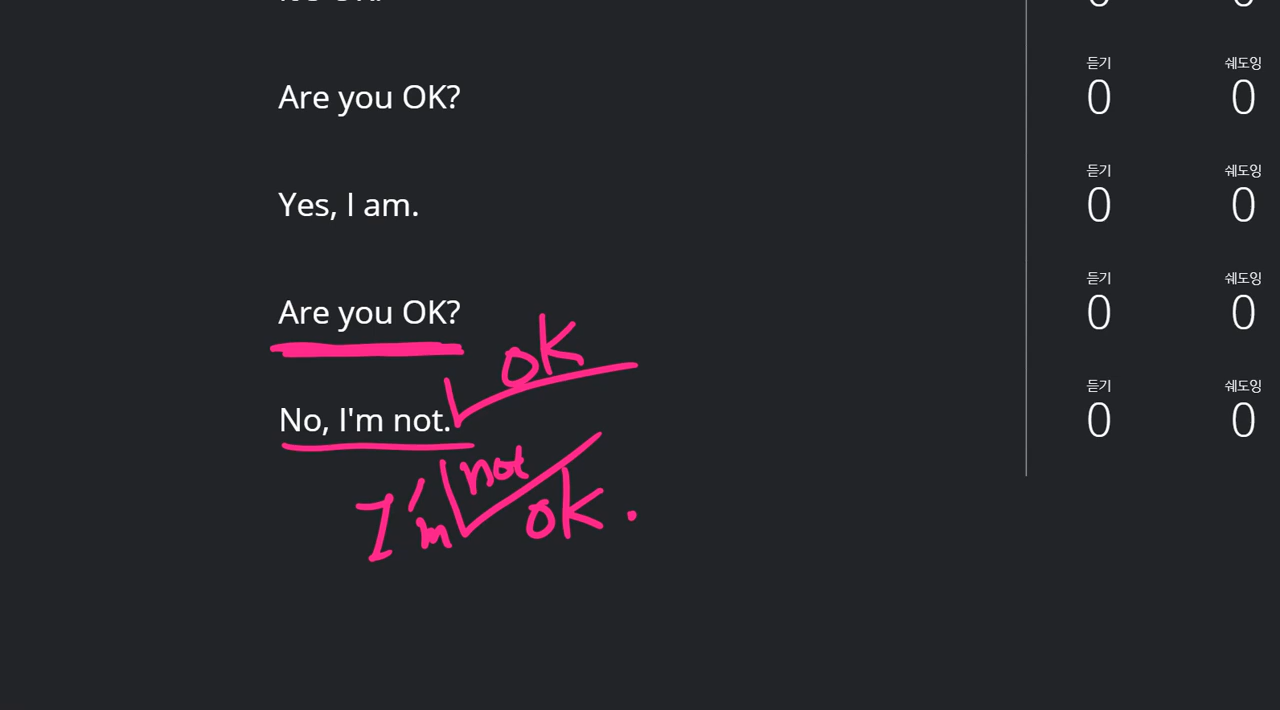 듣기 쉐도잉
Are you OK? 0 0
듣기 쉐도잉
Yes, I am. 0 0
듣기 쉐도잉
Are you OK? 0 0
OK
듣기 쉐도잉
No, I'm not. 0 0
not
I'm OK.